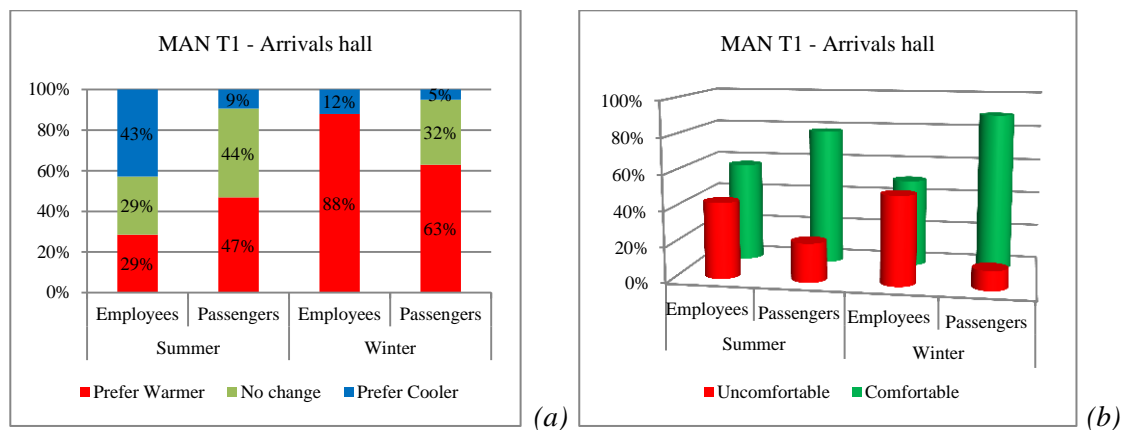 MAN T1 - Arrivals hall
100%
80%
60%
40%
20%
0%
43%
29%
29%
9%
44%
47%
12%
88%
5%
32%
63%
Employees Passengers Employees Passengers
Summer Winter
Prefer Warmer No change Prefer Cooler
(a)
MAN T1 - Arrivals hall
100%
80%
60%
40%
20%
0%
Employees Passengers Employees Passengers
Summer Winter
Uncomfortable Comfortable
(b)